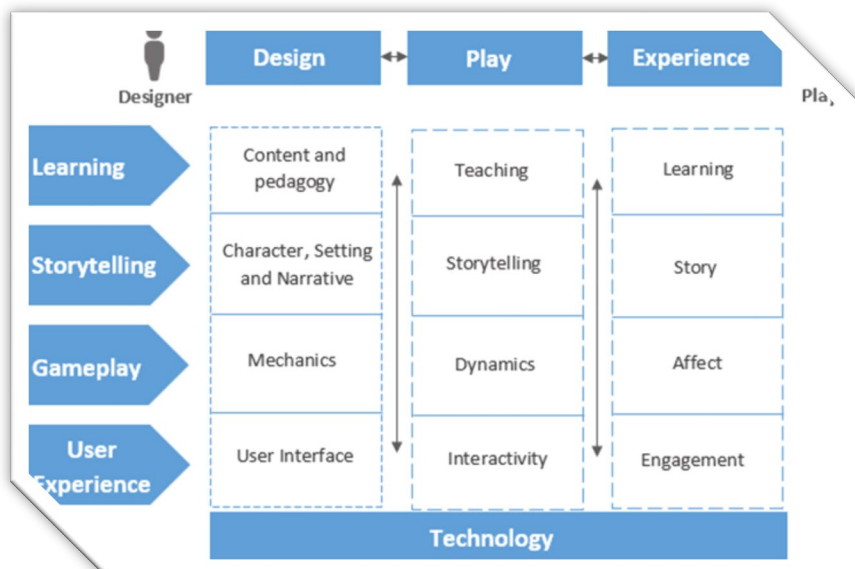 Design
Play
Experience
Designer
Learning
Content and
pedagogy
Teaching
Learning
Storytelling
Character, Setting
and Narrative
Storytelling
Story
Gameplay
Mechanics
Dynamics
Affect
User
Experience
User Interface
Interactivity
Engagement
Technology